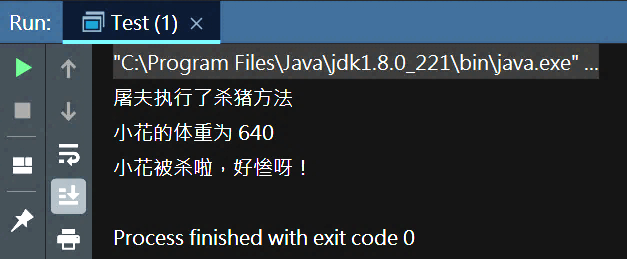 Run: Test (1) ×
"C:\Program Files\Java\jdk1.8.0_221\bin\java.exe" ...
屠夫执行了杀猪方法
小花的体重为 640
小花被杀啦，好惨呀！
Process finished with exit code 0